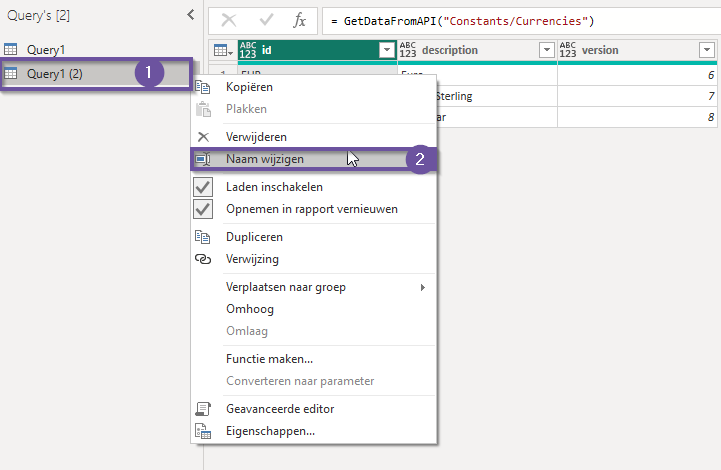 Query's [2]
Query1
Query1 (2)
1
fx
= GetDataFromAPI("Constants/Currencies")
ABC
123
id
ABC
123
description
ABC
123
version
1
EUR
Euro
6
Sterling
7
ar
8
Kopiëren
Plakken
Verwijderen
Naam wijzigen
2
Laden inschakelen
Opnemen in rapport vernieuwen
Dupliceren
Verwijzing
Verplaatsen naar groep
Omhoog
Omlaag
Functie maken...
Converteren naar parameter
Geavanceerde editor
Eigenschappen...